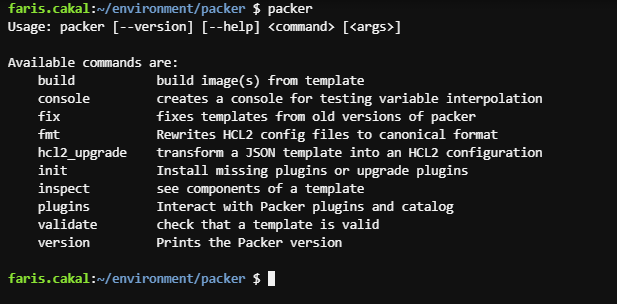 faris.cakal:~/environment/packer $ packer
Usage: packer [--version] [--help] <command> [<args>]

Available commands are:
    build           build image(s) from template
    console         creates a console for testing variable interpolation
    fix             fixes templates from old versions of packer
    fmt             Rewrites HCL2 config files to canonical format
    hcl2_upgrade    transform a JSON template into an HCL2 configuration
    init            Install missing plugins or upgrade plugins
    inspect         see components of a template
    plugins         Interact with Packer plugins and catalog
    validate        check that a template is valid
    version         Prints the Packer version

faris.cakal:~/environment/packer $